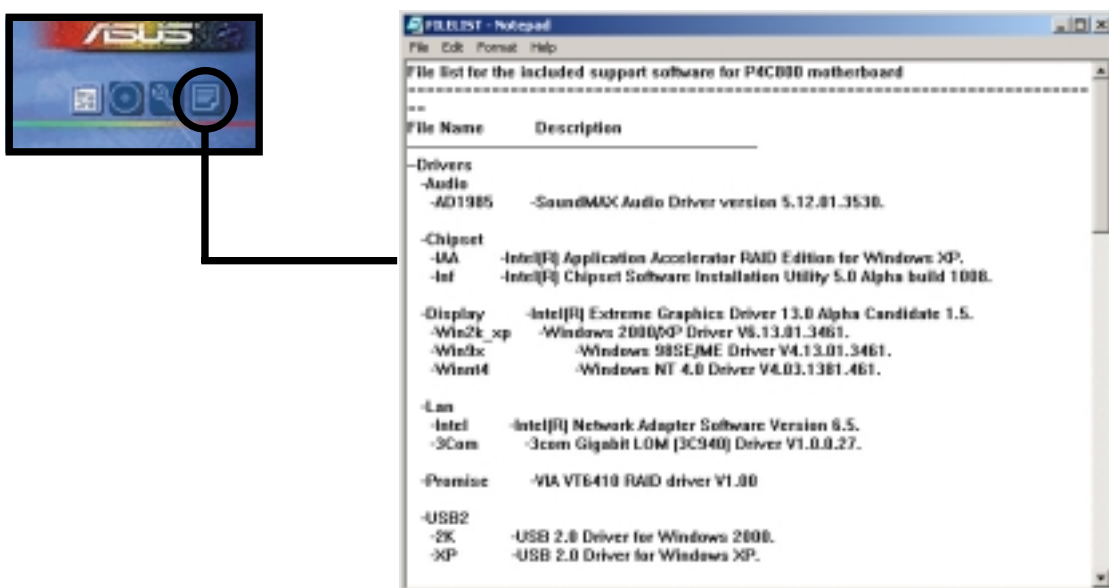 ASUS
FILELIST - Notepad
File Edit Format Help
File list for the included support software for P4C800 motherboard
--------------------------------------------------------------------------------
--
File Name Description
--Drivers
-Audio
-AD1985 -SoundMAX Audio Driver version 5.12.01.3530.
-Chipset
-IAA -Intel(R) Application Accelerator RAID Edition for Windows XP.
-Inf -Intel(R) Chipset Software Installation Utility 5.0 Alpha build 1008.
-Display -Intel(R) Extreme Graphics Driver 13.0 Alpha Candidate 1.5.
-Win2k_xp -Windows 2000/XP Driver V6.13.01.3461.
-Win9x -Windows 98SE/ME Driver V4.13.01.3461.
-Winnt4 -Windows NT 4.0 Driver V4.03.1381.461.
-Lan
-Intel -Intel(R) Network Adapter Software Version 6.5.
-3Com -3com Gigabit LOM (3C940) Driver V1.0.0.27.
-Promise -VIA VT6410 RAID driver V1.00
-USB2
-2K -USB 2.0 Driver for Windows 2000.
-XP -USB 2.0 Driver for Windows XP.